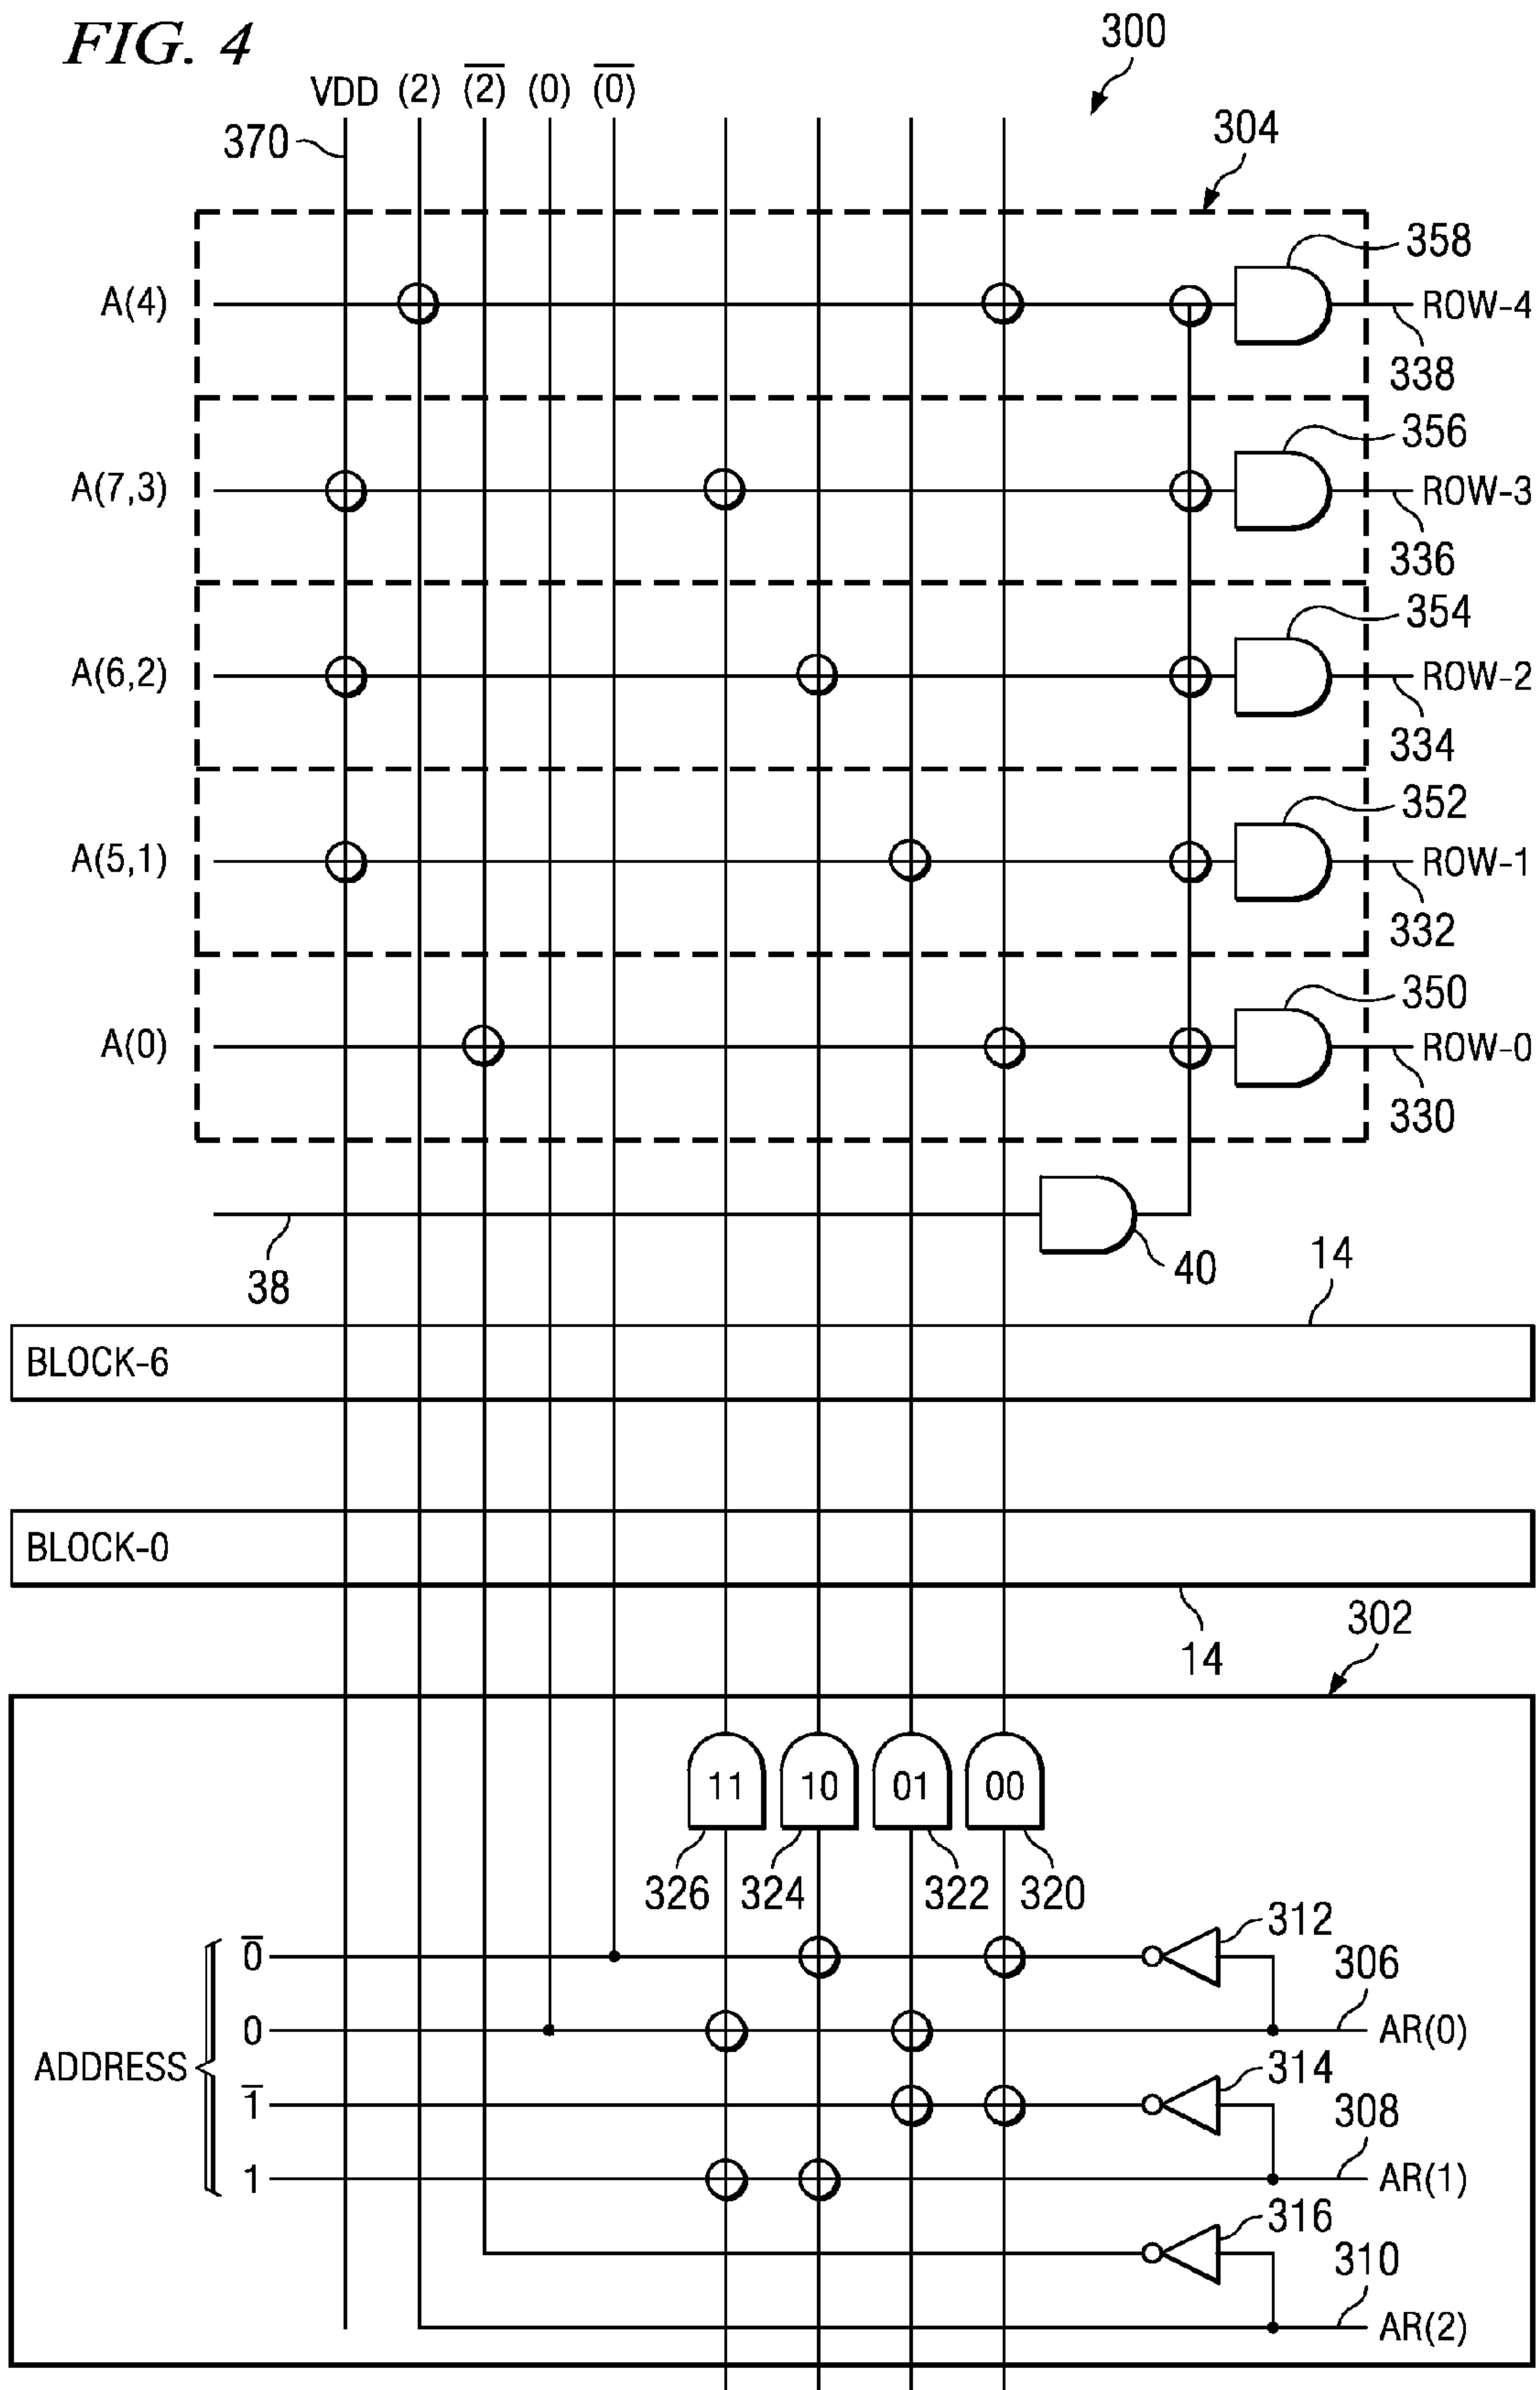 FIG. 4
300
VDD (2) (2̅) (0) (0̅)
370
304
358
A(4)
ROW-4
338
356
A(7,3)
ROW-3
336
354
A(6,2)
ROW-2
334
352
A(5,1)
ROW-1
332
350
A(0)
ROW-0
330
38
40
14
BLOCK-6
BLOCK-0
14
302
11 10 01 00
326 324 322 320
312
0̅
306
0
AR(0)
ADDRESS
314
1̅
308
1
AR(1)
316
310
AR(2)